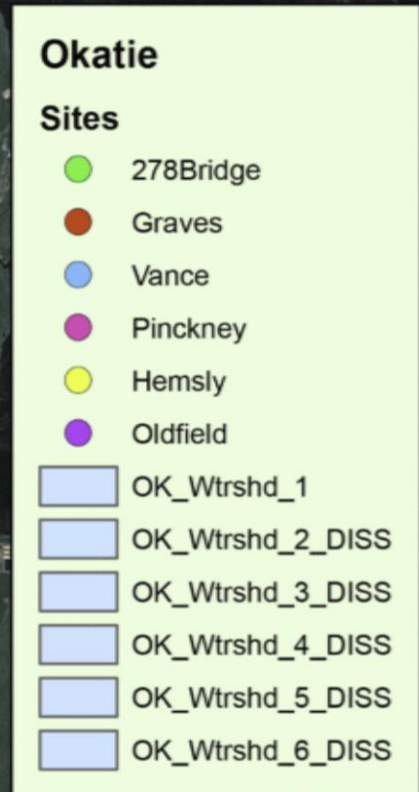 Okatie
Sites
278Bridge
Graves
Vance
Pinckney
Hemsly
Oldfield
OK_Wtrshd_1
OK_Wtrshd_2_DISS
OK_Wtrshd_3_DISS
OK_Wtrshd_4_DISS
OK_Wtrshd_5_DISS
OK_Wtrshd_6_DISS